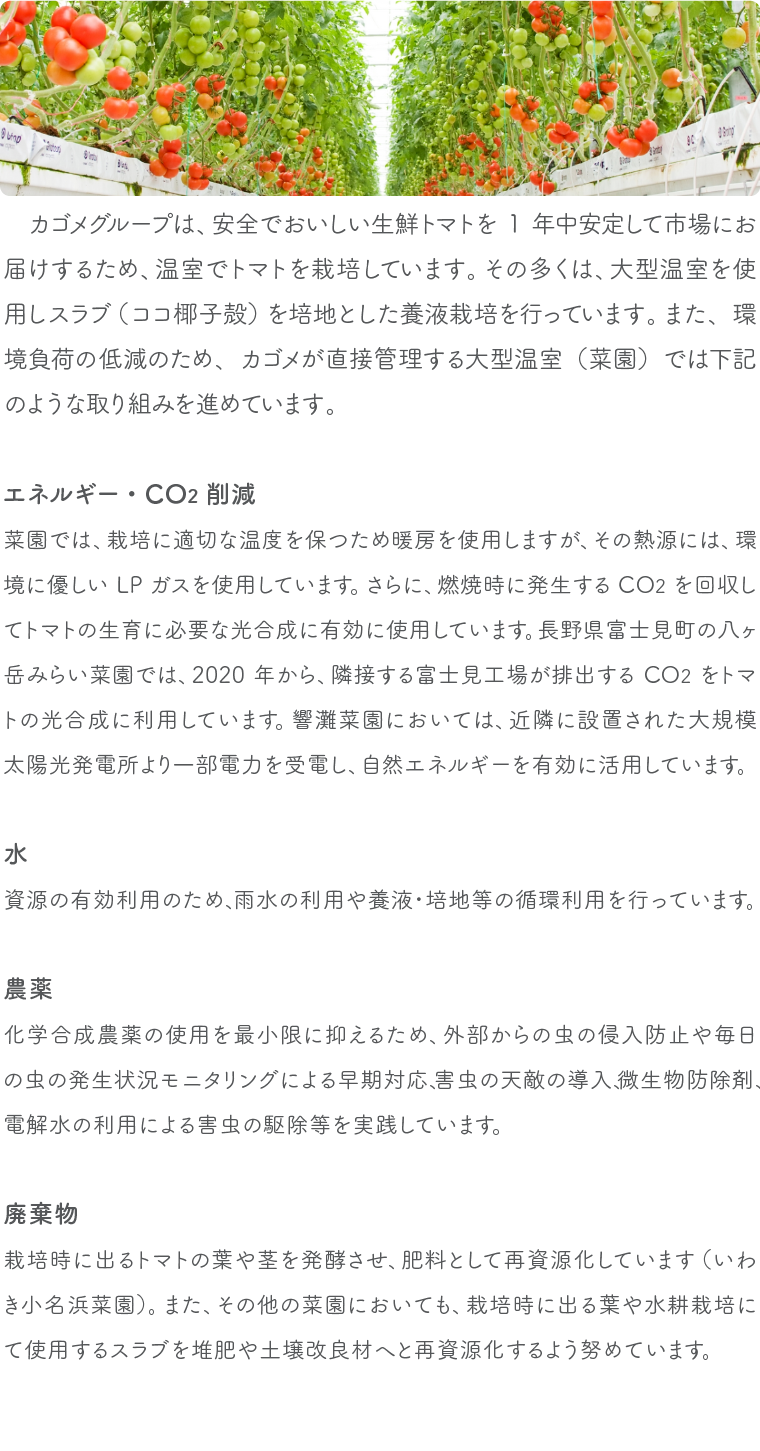 カゴメグループは、安全でおいしい生鮮トマトを 1 年中安定して市場にお
届けするため、温室でトマトを栽培しています。その多くは、大型温室を使
用しスラブ（ココ椰子殻）を培地とした養液栽培を行っています。また、環
境負荷の低減のため、カゴメが直接管理する大型温室（菜園）では下記
のような取り組みを進めています。
エネルギー・CO2 削減
菜園では、栽培に適切な温度を保つため暖房を使用しますが、その熱源には、環
境に優しい LP ガスを使用しています。さらに、燃焼時に発生する CO2 を回収し
てトマトの生育に必要な光合成に有効に使用しています。長野県富士見町の八ヶ
岳みらい菜園では、2020 年から、隣接する富士見工場が排出する CO2 をトマ
トの光合成に利用しています。響灘菜園においては、近隣に設置された大規模
太陽光発電所より一部電力を受電し、自然エネルギーを有効に活用しています。
水
資源の有効利用のため、雨水の利用や養液・培地等の循環利用を行っています。
農薬
化学合成農薬の使用を最小限に抑えるため、外部からの虫の侵入防止や毎日
の虫の発生状況モニタリングによる早期対応、害虫の天敵の導入、微生物防除剤、
電解水の利用による害虫の駆除等を実践しています。
廃棄物
栽培時に出るトマトの葉や茎を発酵させ、肥料として再資源化しています（いわ
き小名浜菜園）。また、その他の菜園においても、栽培時に出る葉や水耕栽培に
て使用するスラブを堆肥や土壌改良材へと再資源化するよう努めています。